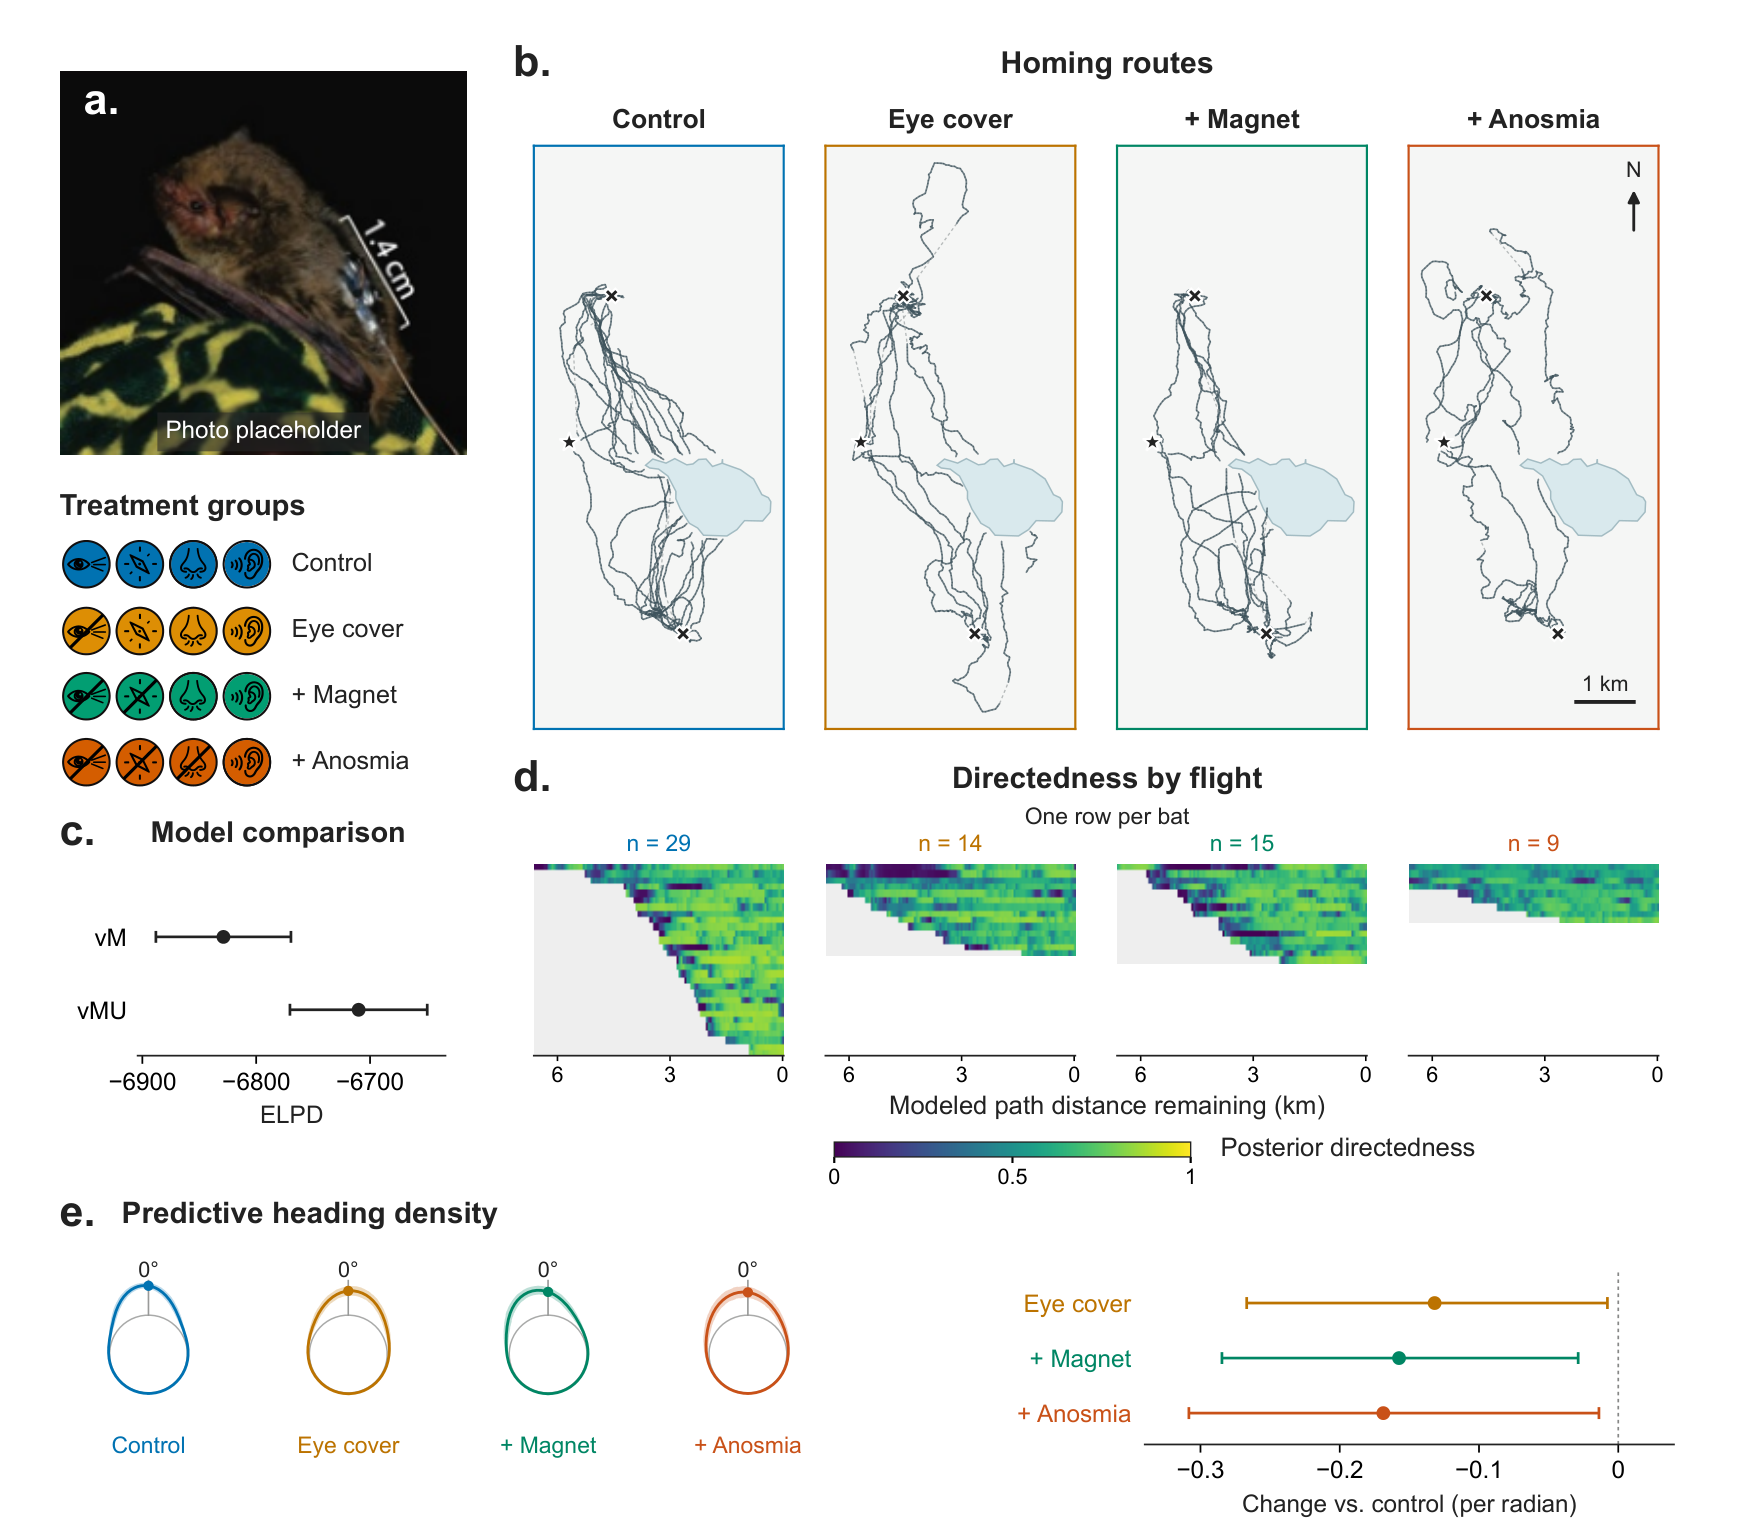 a.
1.4 cm
Photo placeholder
Treatment groups
Control
Eye cover
+ Magnet
+ Anosmia
b.
Homing routes
Control
Eye cover
+ Magnet
+ Anosmia
N
1 km
c.
Model comparison
vM
vMU
−6900
−6800
−6700
ELPD
d.
Directedness by flight
One row per bat
n = 29
n = 14
n = 15
n = 9
6
3
0
6
3
0
6
3
0
6
3
0
Modeled path distance remaining (km)
0
0.5
1
Posterior directedness
e.
Predictive heading density
0°
0°
0°
0°
Control
Eye cover
+ Magnet
+ Anosmia
Eye cover
+ Magnet
+ Anosmia
−0.3
−0.2
−0.1
0
Change vs. control (per radian)